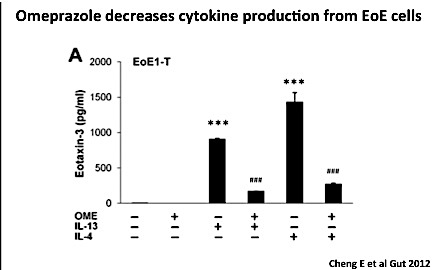 Omeprazole decreases cytokine production from EoE cells
A
EoE1-T
Eotaxin-3 (pg/ml)
2000
1500
1000
500
0
***
###
***
###
OME – + – + – +
IL-13 – – + + – –
IL-4 – – – – + +
Cheng E et al Gut 2012